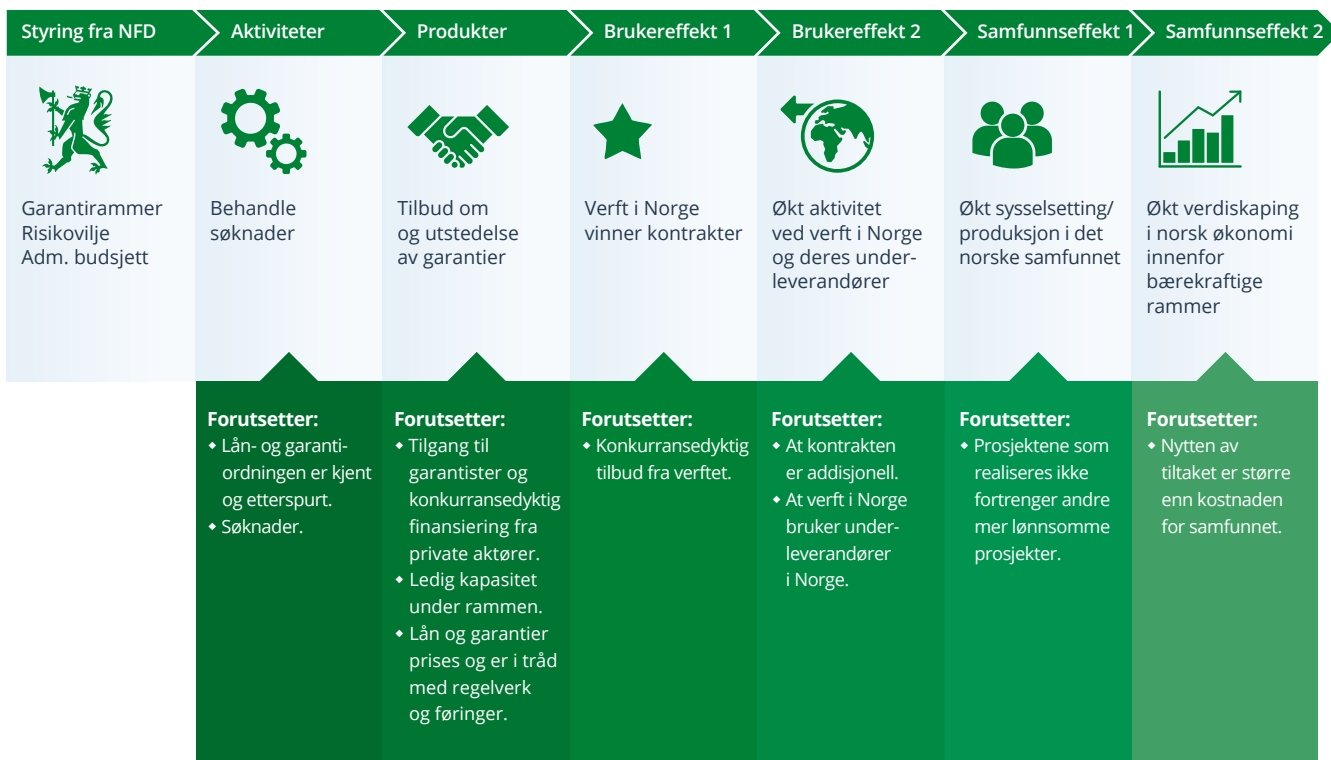 Styring fra NFD
Aktiviteter
Produkter
Brukereffekt 1
Brukereffekt 2
Samfunnseffekt 1
Samfunnseffekt 2
Garantirammer
Risikovilje
Adm. budsjett
Behandle
søknader
Tilbud om
og utstedelse
av garantier
Verft i Norge
vinner kontrakter
Økt aktivitet
ved verft i Norge
og deres under-
leverandører
Økt sysselsetting/
produksjon i det
norske samfunnet
Økt verdiskaping
i norsk økonomi
innenfor
bærekraftige
rammer
Forutsetter:
◆ Lån- og garanti-
ordningen er kjent
og etterspurt.
◆ Søknader.
Forutsetter:
◆ Tilgang til
garantister og
konkurransedyktig
finansiering fra
private aktører.
◆ Ledig kapasitet
under rammen.
◆ Lån og garantier
prises og er i tråd
med regelverk
og føringer.
Forutsetter:
◆ Konkurransedyktig
tilbud fra verftet.
Forutsetter:
◆ At kontrakten
er addisjonell.
◆ At verft i Norge
bruker under-
leverandører
i Norge.
Forutsetter:
◆ Prosjektene som
realiseres ikke
fortrenger andre
mer lønnsomme
prosjekter.
Forutsetter:
◆ Nytten av
tiltaket er større
enn kostnaden
for samfunnet.